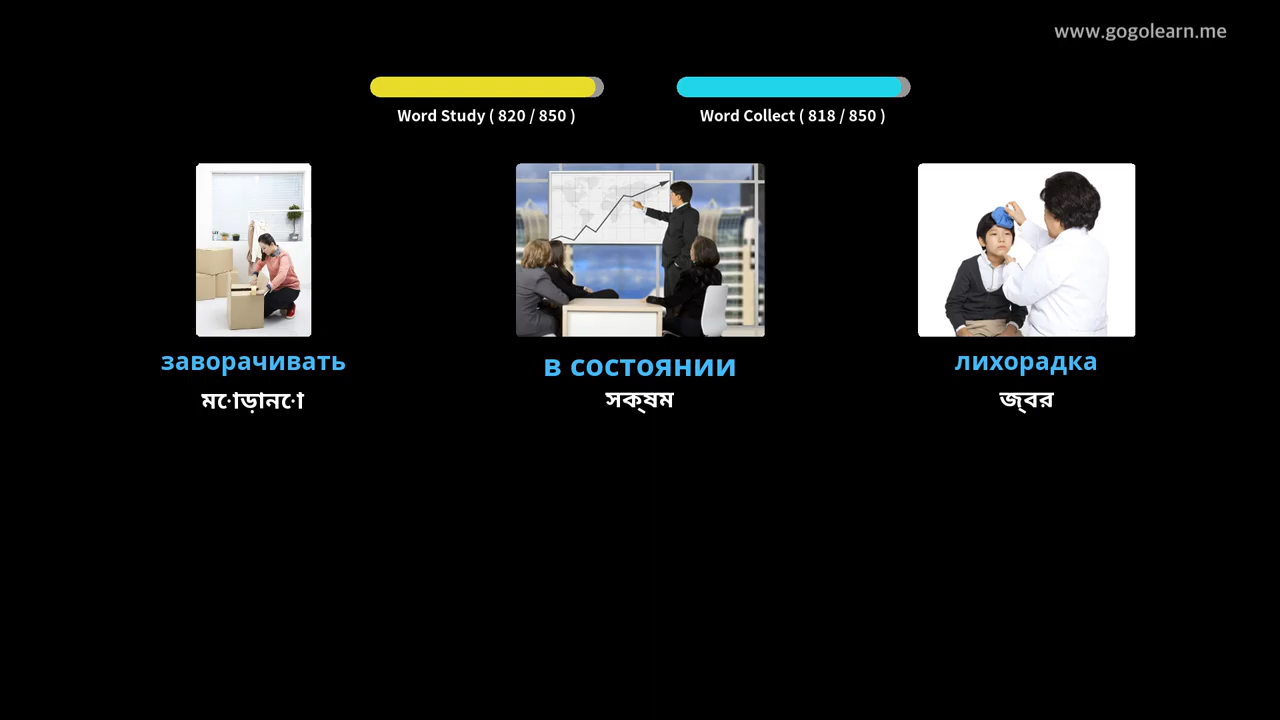 www.gogolearn.me
Word Study ( 820 / 850 )
Word Collect ( 818 / 850 )
заворачивать
в состоянии
лихорадка
মোড়ানো
সক্ষম
জ্বর